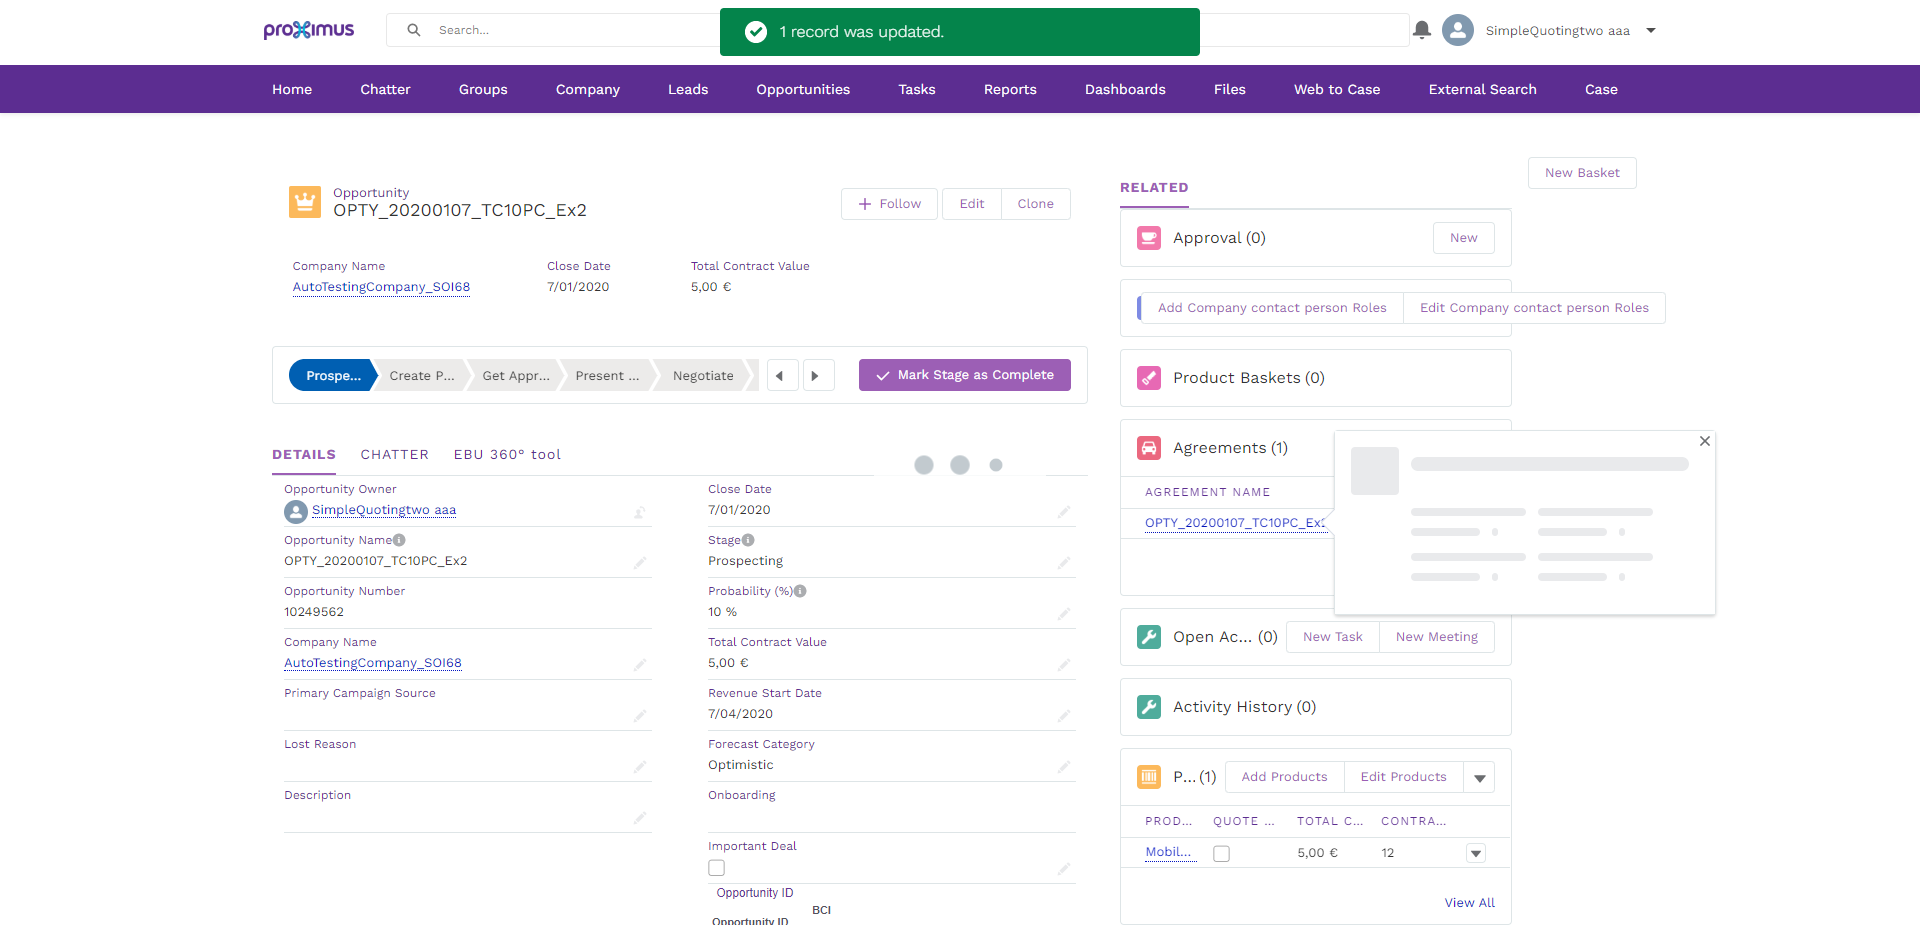 proximus
Search...
1 record was updated.
SimpleQuotingtwo aaa
Home Chatter Groups Company Leads Opportunities Tasks Reports Dashboards Files Web to Case External Search Case
Opportunity
OPTY_20200107_TC10PC_Ex2
Follow Edit Clone
Company Name Close Date Total Contract Value
AutoTestingCompany_SOI68 7/01/2020 5,00 €
Prospe... Create P... Get Appr... Present ... Negotiate
Mark Stage as Complete
DETAILS CHATTER EBU 360° tool
Opportunity Owner
SimpleQuotingtwo aaa
Opportunity Name
OPTY_20200107_TC10PC_Ex2
Opportunity Number
10249562
Company Name
AutoTestingCompany_SOI68
Primary Campaign Source
Lost Reason
Description
Close Date
7/01/2020
Stage
Prospecting
Probability (%)
10 %
Total Contract Value
5,00 €
Revenue Start Date
7/04/2020
Forecast Category
Optimistic
Onboarding
Important Deal
Opportunity ID
BCI
Opportunity ID
New Basket
RELATED
Approval (0) New
Add Company contact person Roles Edit Company contact person Roles
Product Baskets (0)
Agreements (1)
AGREEMENT NAME
OPTY_20200107_TC10PC_Ex2
Open Ac... (0) New Task New Meeting
Activity History (0)
P... (1) Add Products Edit Products
PROD... QUOTE ... TOTAL C... CONTRA...
Mobil... 5,00 € 12
View All